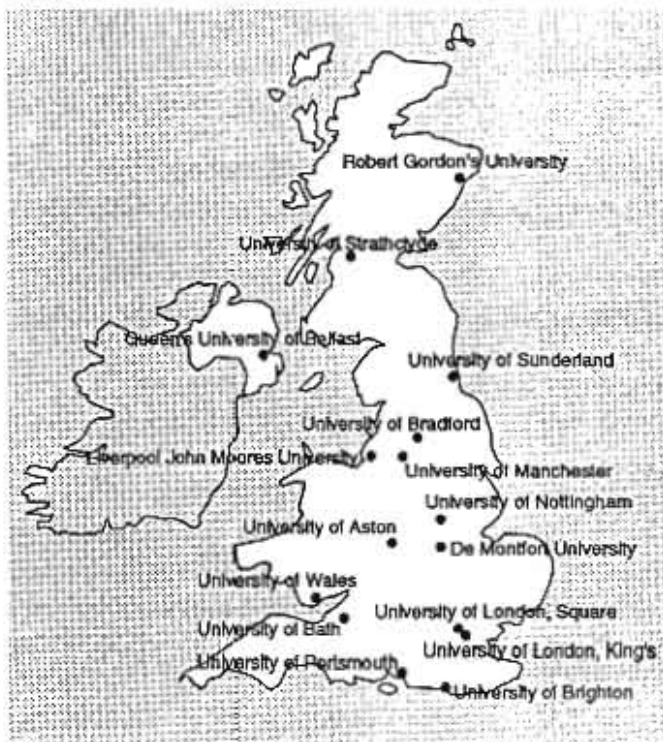 Robert Gordon's University
University of Strathclyde
Queen's University of Belfast
University of Sunderland
University of Bradford
Liverpool John Moores University
University of Manchester
University of Nottingham
University of Aston
De Montfort University
University of Wales
University of London, Square
University of Bath
University of London, King's
University of Portsmouth
University of Brighton